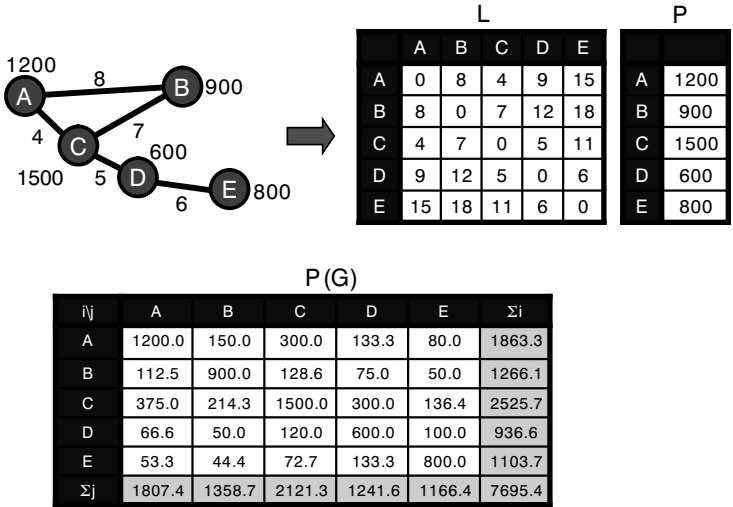 L P
A B C D E
A 0 8 4 9 15 A 1200
B 8 0 7 12 18 B 900
C 4 7 0 5 11 C 1500
D 9 12 5 0 6 D 600
E 15 18 11 6 0 E 800
1200
A 8 B 900
4 7
C 600
1500 5 D
6 E 800
P(G)
i\j A B C D E Σi
A 1200.0 150.0 300.0 133.3 80.0 1863.3
B 112.5 900.0 128.6 75.0 50.0 1266.1
C 375.0 214.3 1500.0 300.0 136.4 2525.7
D 66.6 50.0 120.0 600.0 100.0 936.6
E 53.3 44.4 72.7 133.3 800.0 1103.7
Σj 1807.4 1358.7 2121.3 1241.6 1166.4 7695.4